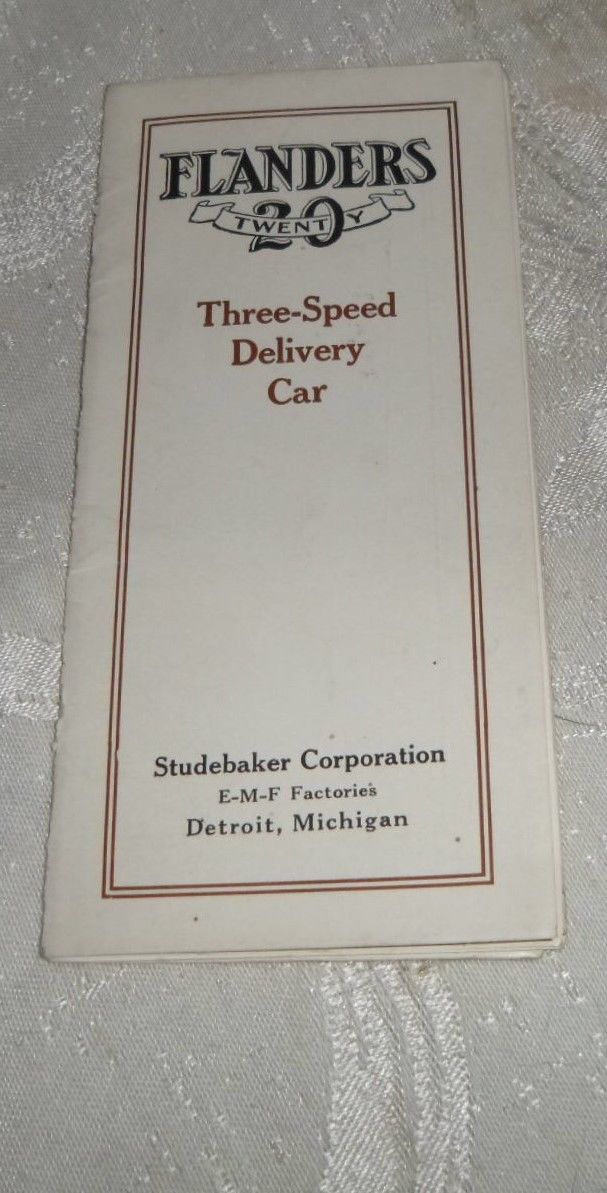 FLANDERS
20
TWENTY
Three-Speed
Delivery
Car
Studebaker Corporation
E-M-F Factories
Detroit, Michigan